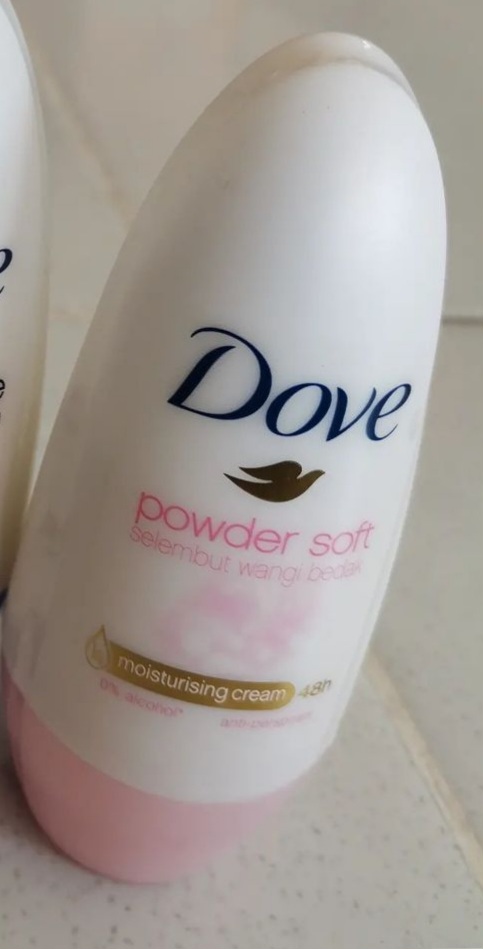 Dove
powder soft
selembut wangi bedak
moisturising cream 48h
0% alcohol*
anti-perspirant